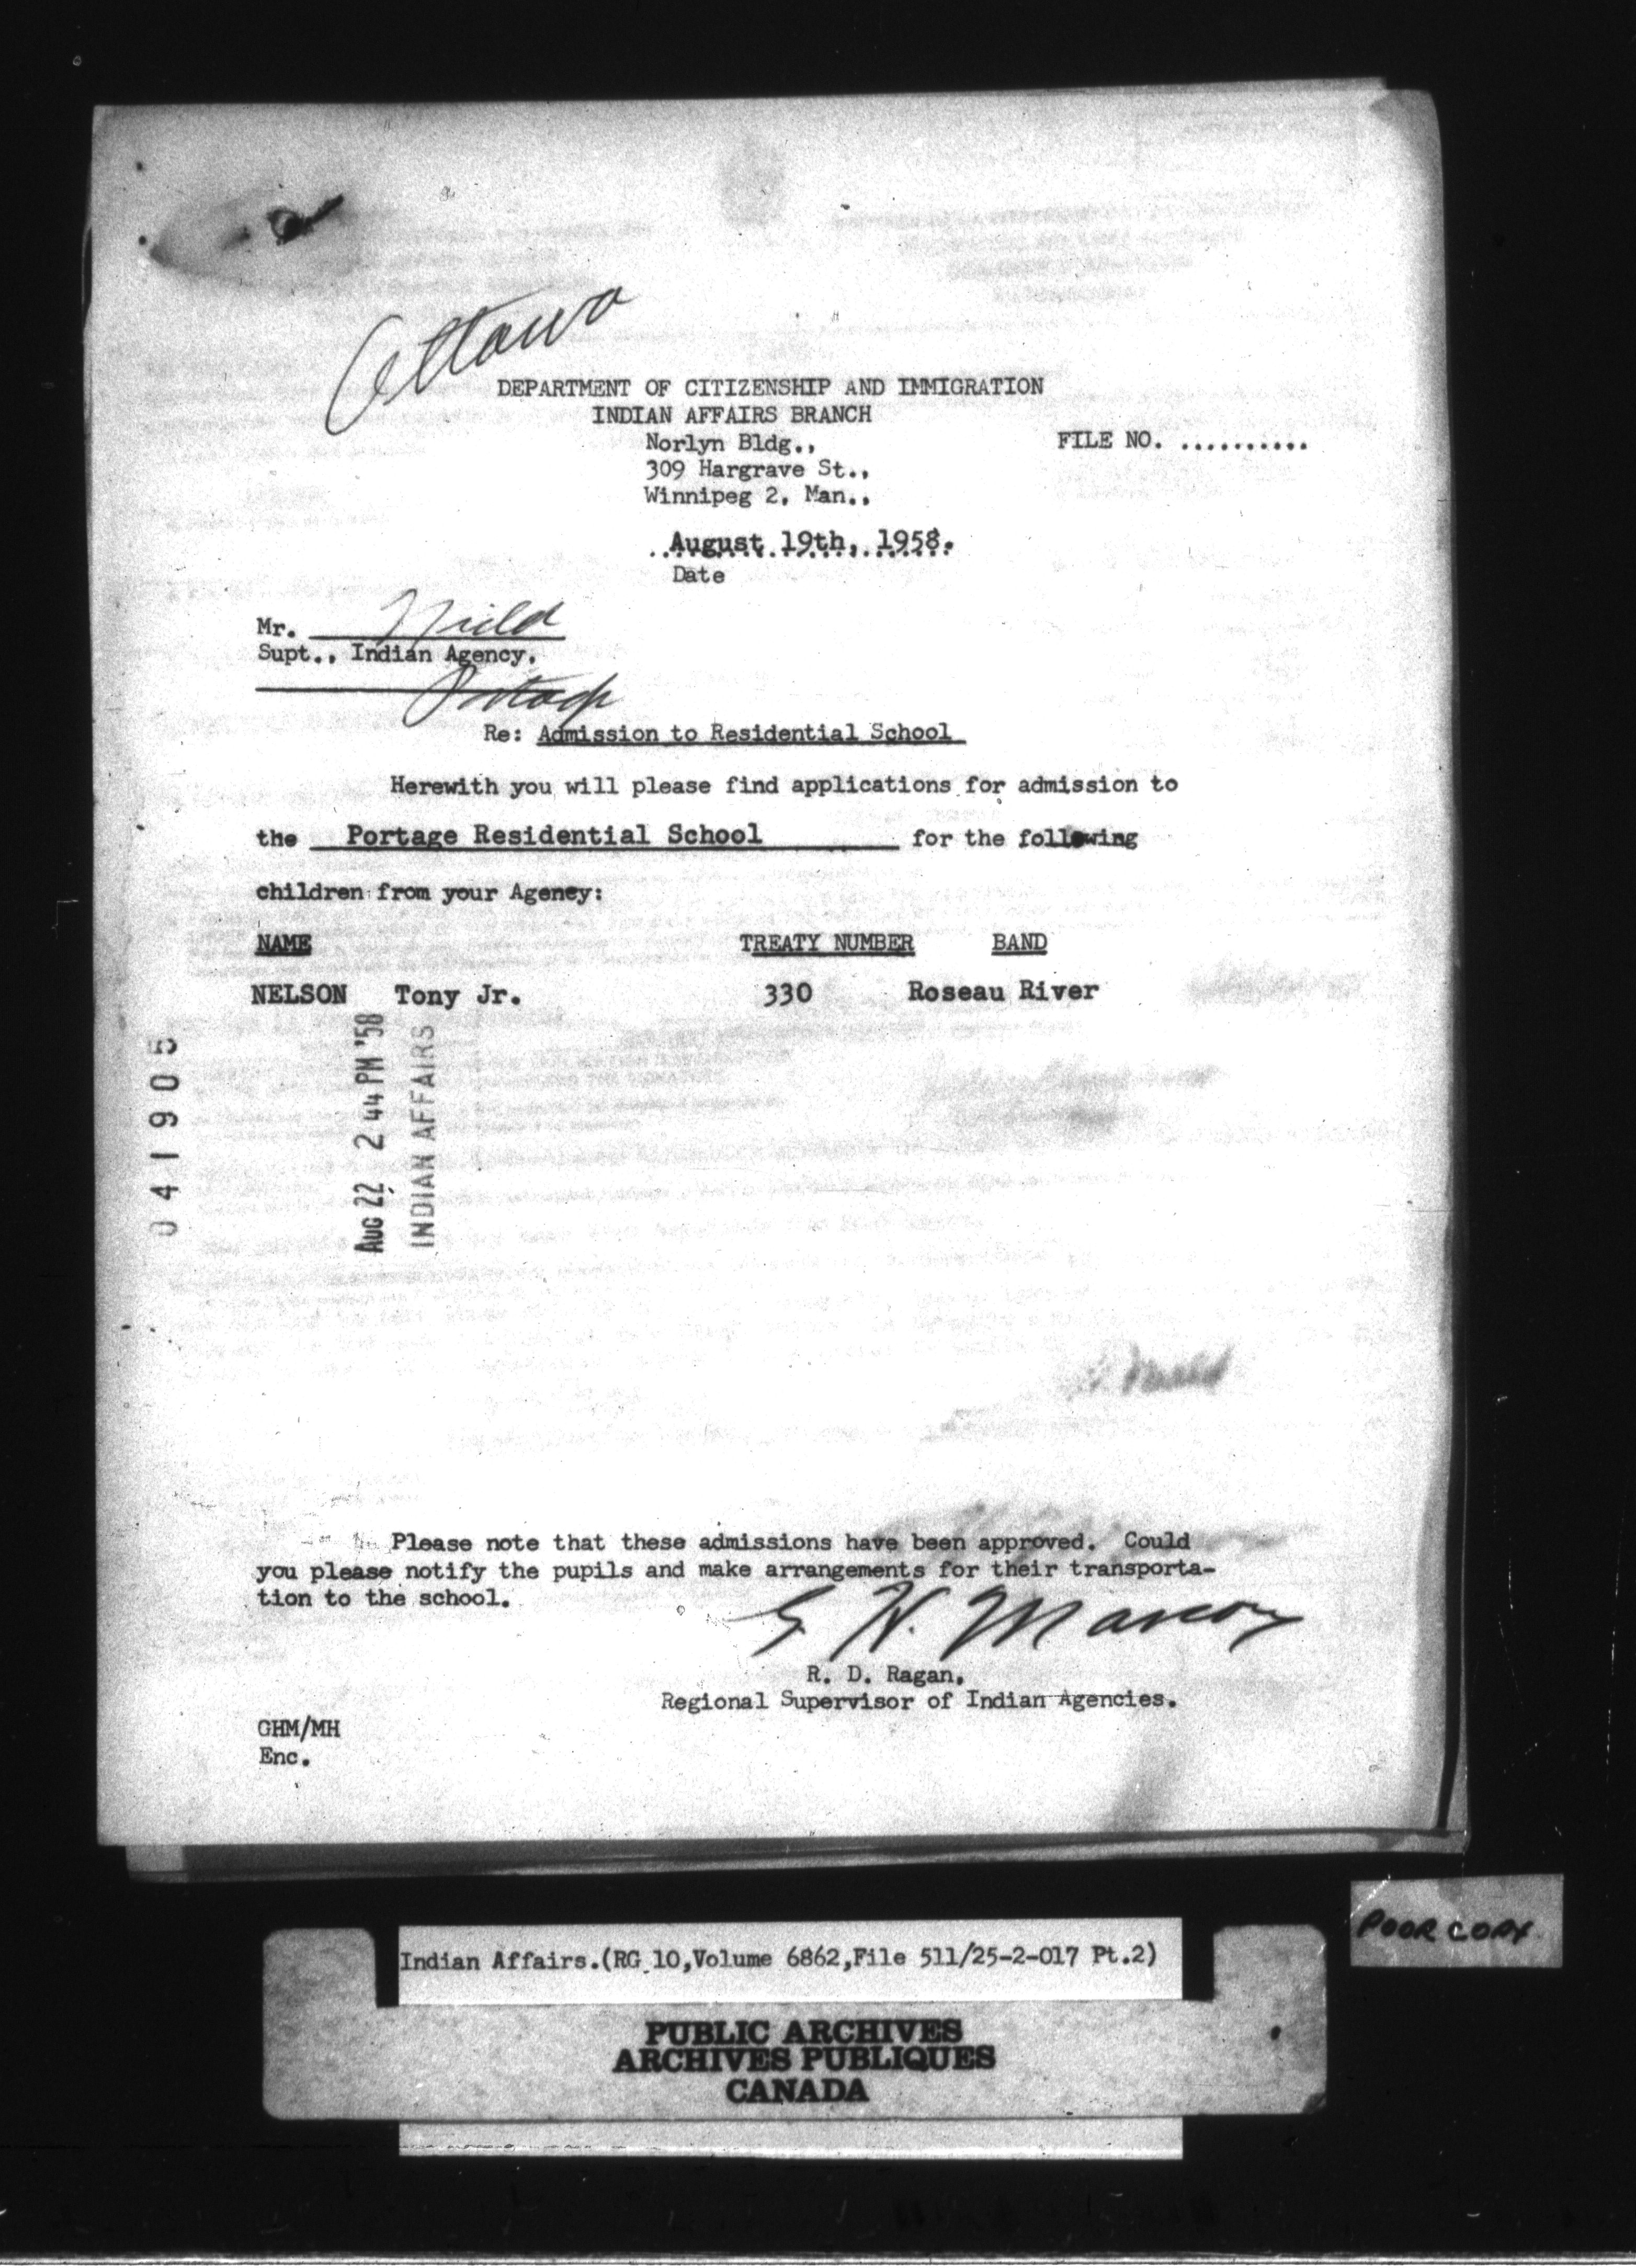 Ottawa
DEPARTMENT OF CITIZENSHIP AND IMMIGRATION
INDIAN AFFAIRS BRANCH
Norlyn Bldg.,
FILE NO. ..........
309 Hargrave St.,
Winnipeg 2, Man.,
August 19th, 1958.
Date
Mr. Nield
Supt., Indian Agency,
Portage
Re: Admission to Residential School
Herewith you will please find applications for admission to
the Portage Residential School for the following
children from your Agency:
NAME TREATY NUMBER BAND
NELSON Tony Jr. 330 Roseau River
041905
AUG 22 2 44 PM '58
INDIAN AFFAIRS
Please note that these admissions have been approved. Could
you please notify the pupils and make arrangements for their transporta-
tion to the school.
G. H. Marcoux
R. D. Ragan,
Regional Supervisor of Indian Agencies.
GHM/MH
Enc.
POOR COPY
Indian Affairs.(RG 10,Volume 6862,File 511/25-2-017 Pt.2)
PUBLIC ARCHIVES
ARCHIVES PUBLIQUES
CANADA